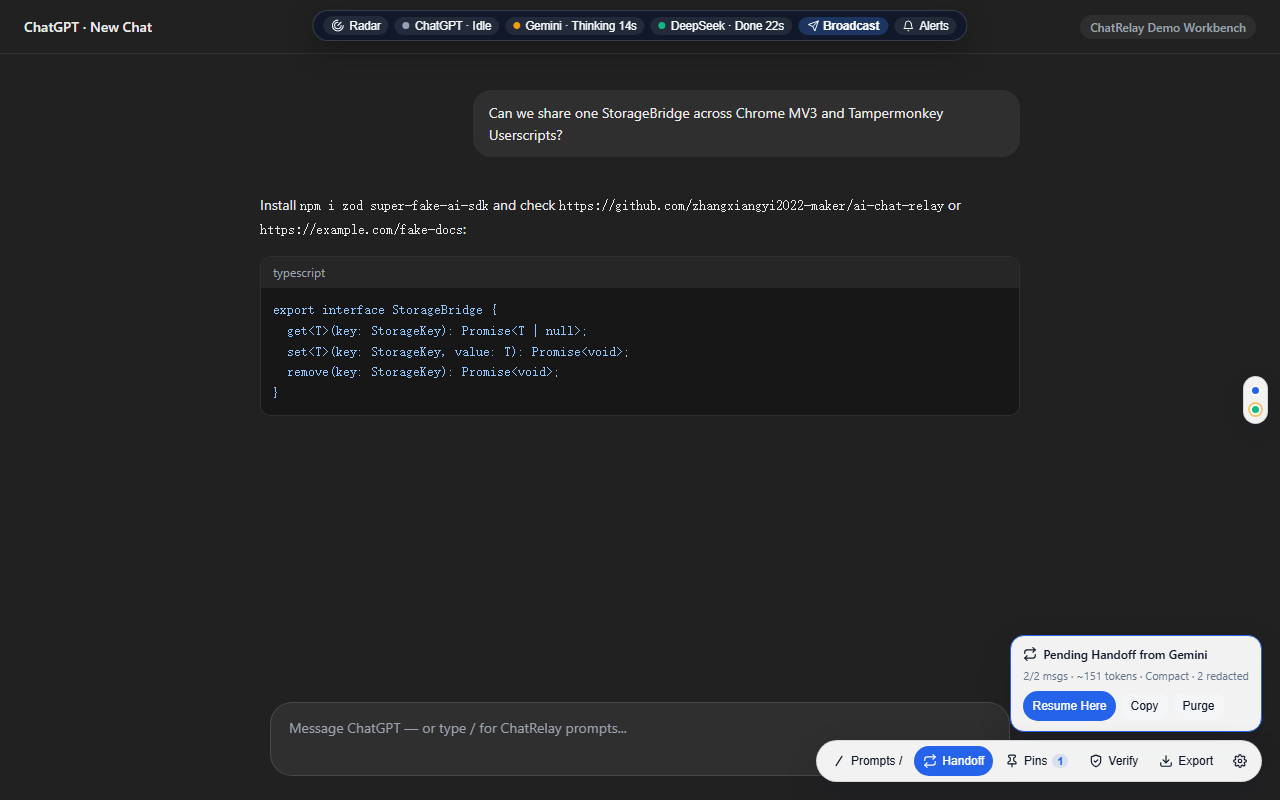 ChatGPT · New Chat
Radar
ChatGPT · Idle
Gemini · Thinking 14s
DeepSeek · Done 22s
Broadcast
Alerts
ChatRelay Demo Workbench
Can we share one StorageBridge across Chrome MV3 and Tampermonkey
Userscripts?
Install npm i zod super-fake-ai-sdk and check https://github.com/zhangxiangyi2022-maker/ai-chat-relay or
https://example.com/fake-docs:
typescript
export interface StorageBridge {
  get<T>(key: StorageKey): Promise<T | null>;
  set<T>(key: StorageKey, value: T): Promise<void>;
  remove(key: StorageKey): Promise<void>;
}
Pending Handoff from Gemini
2/2 msgs · ~151 tokens · Compact · 2 redacted
Resume Here
Copy
Purge
Message ChatGPT — or type / for ChatRelay prompts...
/ Prompts /
Handoff
Pins 1
Verify
Export